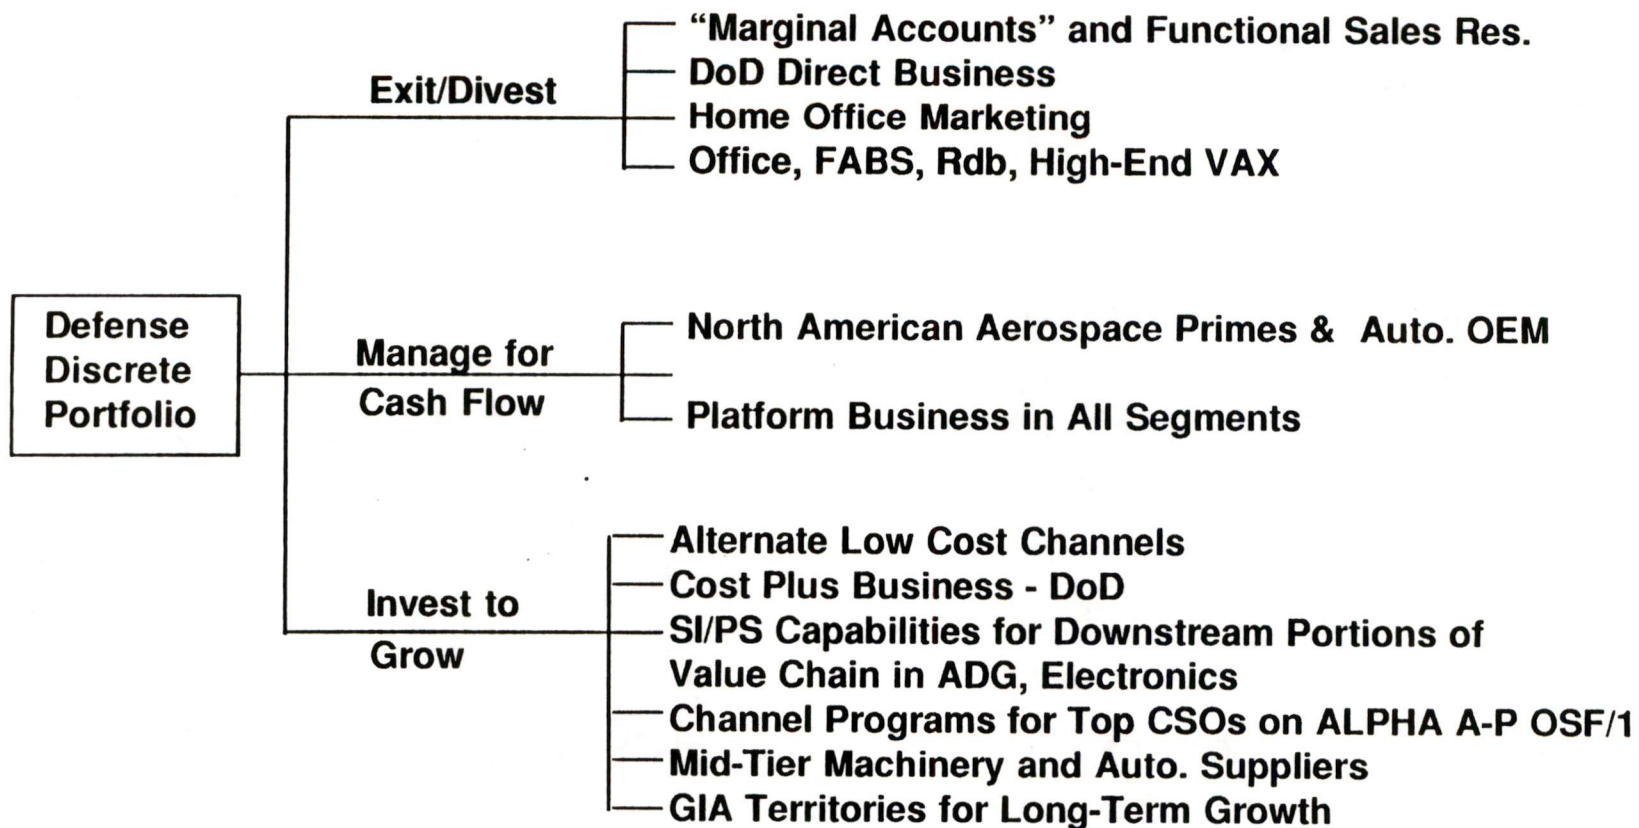 “Marginal Accounts” and Functional Sales Res.
Exit/Divest
DoD Direct Business
Home Office Marketing
Office, FABS, Rdb, High-End VAX
Defense
Discrete
Portfolio
Manage for
Cash Flow
North American Aerospace Primes & Auto. OEM
Platform Business in All Segments
Invest to
Grow
Alternate Low Cost Channels
Cost Plus Business - DoD
SI/PS Capabilities for Downstream Portions of
Value Chain in ADG, Electronics
Channel Programs for Top CSOs on ALPHA A-P OSF/1
Mid-Tier Machinery and Auto. Suppliers
GIA Territories for Long-Term Growth